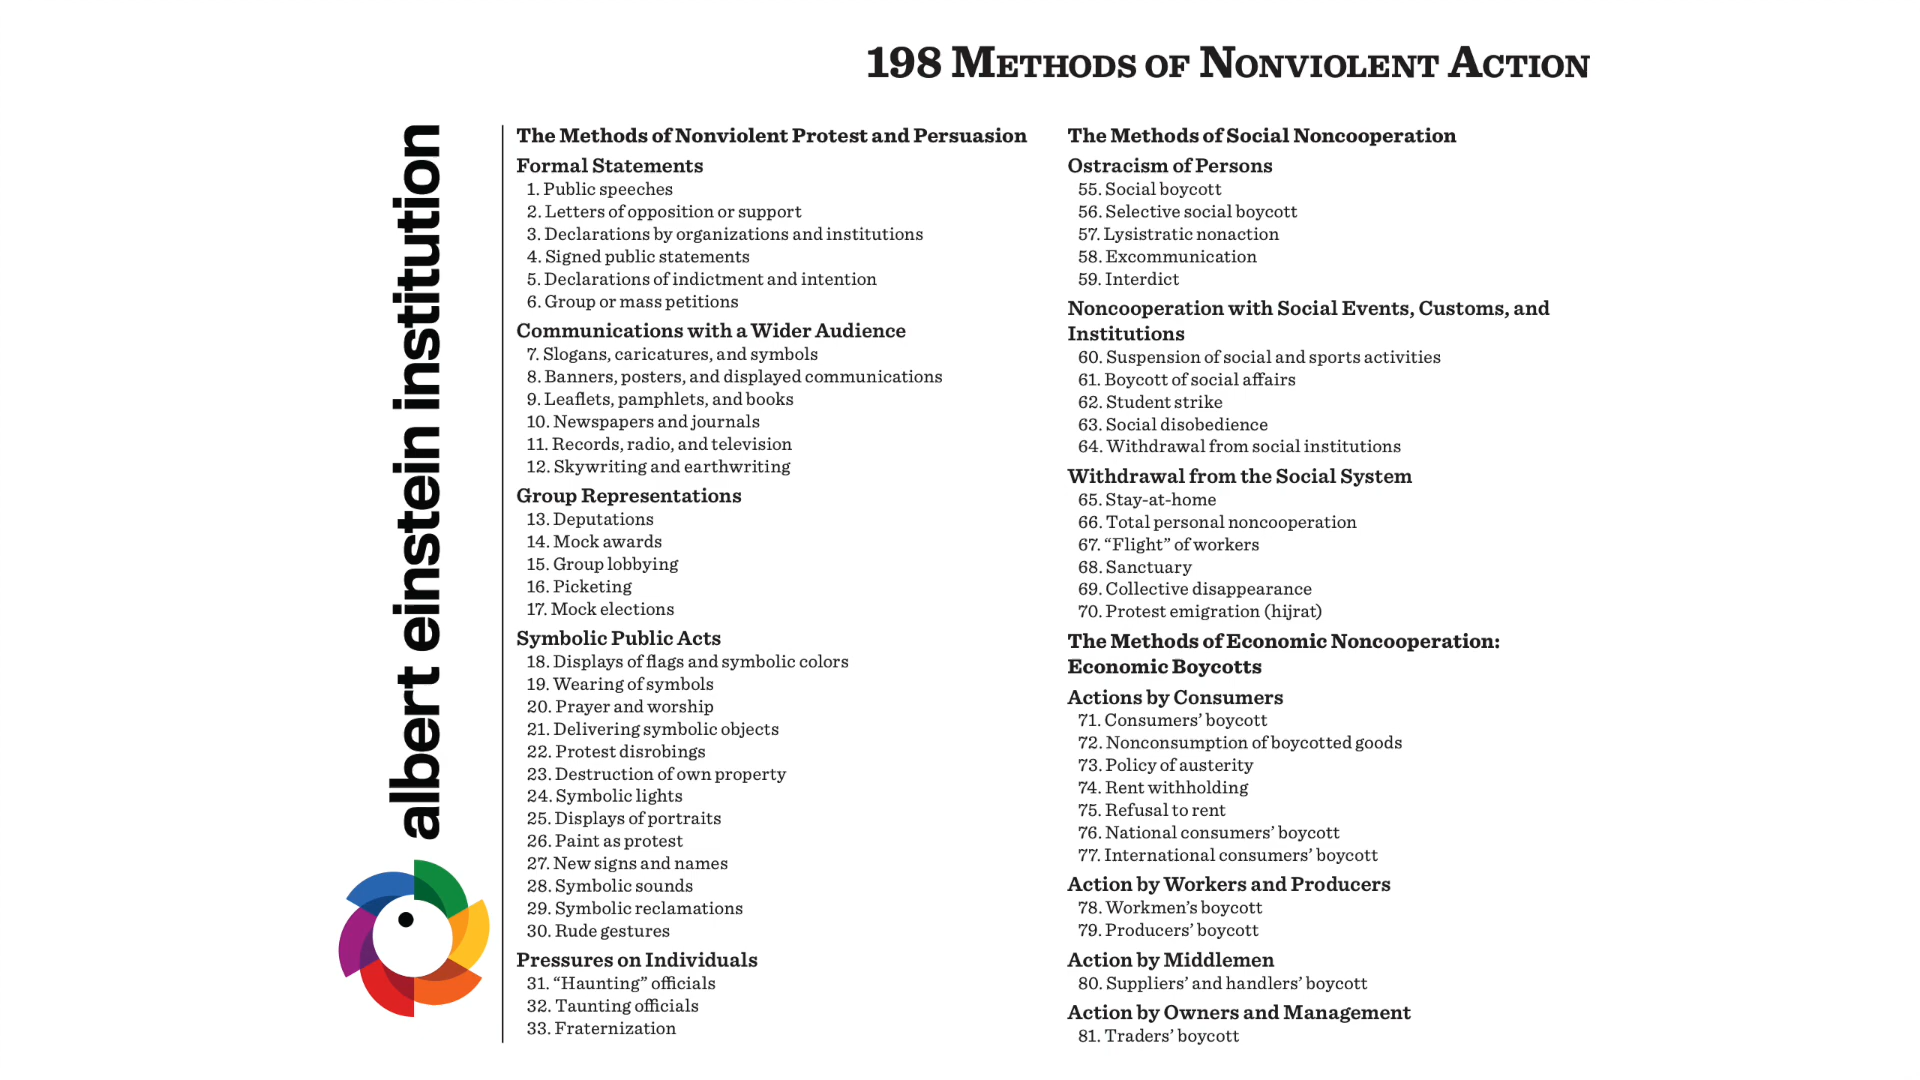 198 Methods of Nonviolent Action
albert einstein institution
The Methods of Nonviolent Protest and Persuasion
Formal Statements
1. Public speeches
2. Letters of opposition or support
3. Declarations by organizations and institutions
4. Signed public statements
5. Declarations of indictment and intention
6. Group or mass petitions
Communications with a Wider Audience
7. Slogans, caricatures, and symbols
8. Banners, posters, and displayed communications
9. Leaflets, pamphlets, and books
10. Newspapers and journals
11. Records, radio, and television
12. Skywriting and earthwriting
Group Representations
13. Deputations
14. Mock awards
15. Group lobbying
16. Picketing
17. Mock elections
Symbolic Public Acts
18. Displays of flags and symbolic colors
19. Wearing of symbols
20. Prayer and worship
21. Delivering symbolic objects
22. Protest disrobings
23. Destruction of own property
24. Symbolic lights
25. Displays of portraits
26. Paint as protest
27. New signs and names
28. Symbolic sounds
29. Symbolic reclamations
30. Rude gestures
Pressures on Individuals
31. “Haunting” officials
32. Taunting officials
33. Fraternization
The Methods of Social Noncooperation
Ostracism of Persons
55. Social boycott
56. Selective social boycott
57. Lysistratic nonaction
58. Excommunication
59. Interdict
Noncooperation with Social Events, Customs, and
Institutions
60. Suspension of social and sports activities
61. Boycott of social affairs
62. Student strike
63. Social disobedience
64. Withdrawal from social institutions
Withdrawal from the Social System
65. Stay-at-home
66. Total personal noncooperation
67. “Flight” of workers
68. Sanctuary
69. Collective disappearance
70. Protest emigration (hijrat)
The Methods of Economic Noncooperation:
Economic Boycotts
Actions by Consumers
71. Consumers’ boycott
72. Nonconsumption of boycotted goods
73. Policy of austerity
74. Rent withholding
75. Refusal to rent
76. National consumers’ boycott
77. International consumers’ boycott
Action by Workers and Producers
78. Workmen’s boycott
79. Producers’ boycott
Action by Middlemen
80. Suppliers’ and handlers’ boycott
Action by Owners and Management
81. Traders’ boycott